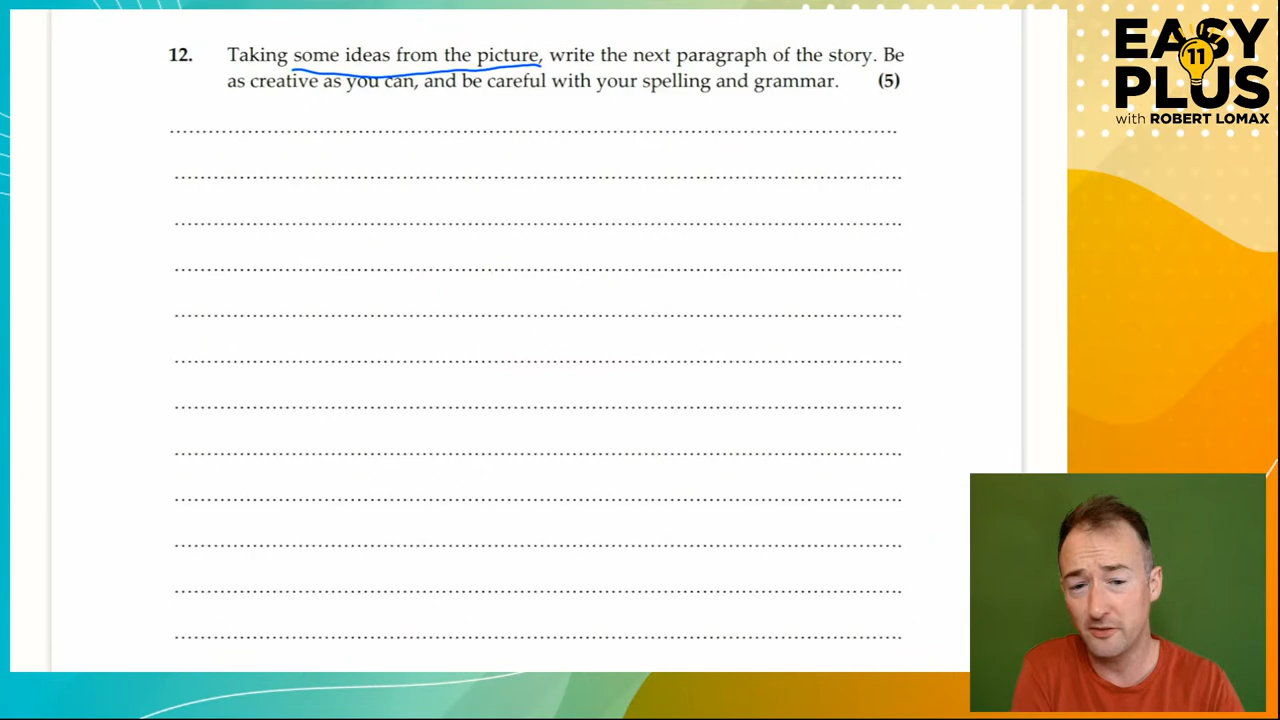 12. Taking some ideas from the picture, write the next paragraph of the story. Be
as creative as you can, and be careful with your spelling and grammar. (5)
EASY
11
PLUS
with ROBERT LOMAX